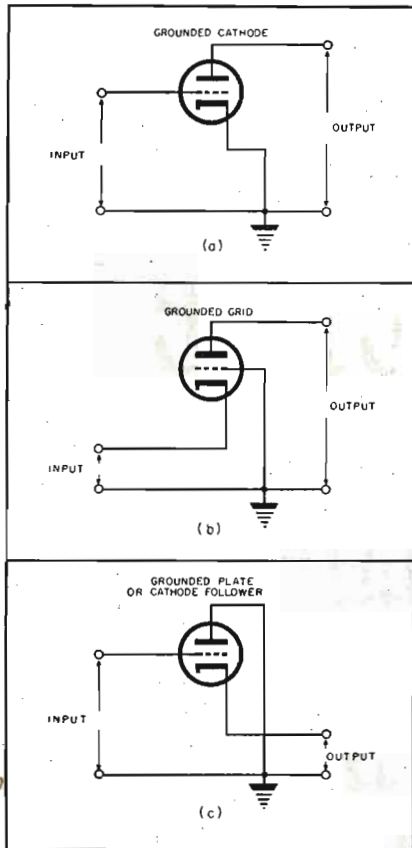 GROUNDED CATHODE
INPUT
OUTPUT
(a)
GROUNDED GRID
OUTPUT
INPUT
(b)
GROUNDED PLATE
OR CATHODE FOLLOWER
INPUT
OUTPUT
(c)